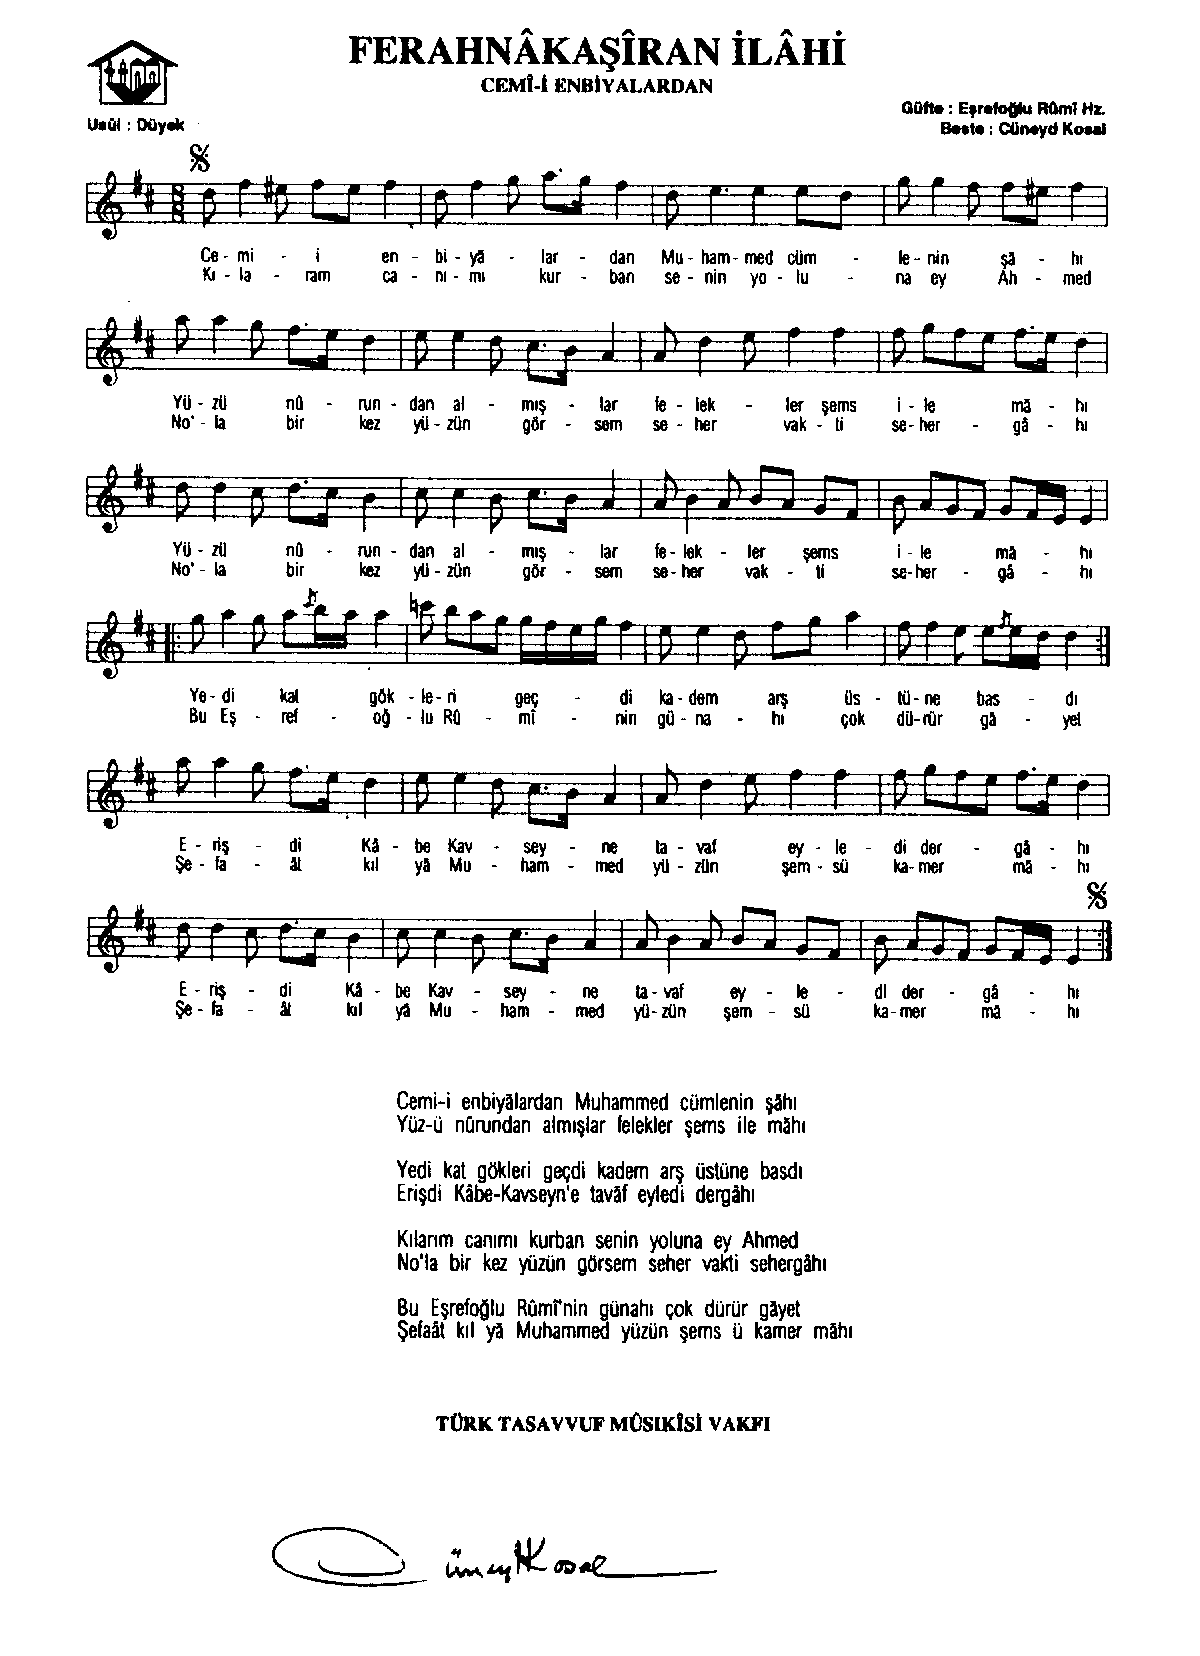 FERAHNÂKAŞÎRAN İLÂHİ
CEMÎ-İ ENBİYALARDAN
Güfte : Eşrefoğlu Rûmî Hz.
Usûl : Düyek
Beste : Cüneyd Kosal
Ce - mi - i en - bi - yâ - lar - dan Mu - ham - med cüm - le - nin şâ - hı
Kı - la - ram ca - nı - mı kur - ban se - nin yo - lu - na ey Ah - med
Yü - zü nû - run - dan al - mış - lar fe - lek - ler şems i - le mâ - hı
No' - la bir kez yü - zün gör - sem se - her vak - ti se - her - gâ - hı
Yü - zü nû - run - dan al - mış - lar fe - lek - ler şems i - le mâ - hı
No' - la bir kez yü - zün gör - sem se - her vak - ti se - her - gâ - hı
Ye - di kat gök - le - ri geç - di ka - dem arş üs - tü - ne bas - dı
Bu Eş - ref - oğ - lu Rû - mî - nin gü - na - hı çok dü - rür gâ - yet
E - riş - di Kâ - be Kav - sey - ne ta - vaf ey - le - di der - gâ - hı
Şe - fa - ât kıl yâ Mu - ham - med yü - zün şem - sü ka - mer mâ - hı
E - riş - di Kâ - be Kav - sey - ne ta - vaf ey - le - di der - gâ - hı
Şe - fa - ât kıl yâ Mu - ham - med yü - zün şem - sü ka - mer mâ - hı
Cemi-i enbiyâlardan Muhammed cümlenin şâhı
Yüz-ü nûrundan almışlar felekler şems ile mâhı
Yedi kat gökleri geçdi kadem arş üstüne basdı
Erişdi Kâbe-Kavseyn'e tavâf eyledi dergâhı
Kılarım canımı kurban senin yoluna ey Ahmed
No'la bir kez yüzün görsem seher vakti sehergâhı
Bu Eşrefoğlu Rûmî'nin günahı çok dürür gâyet
Şefaât kıl yâ Muhammed yüzün şems ü kamer mâhı
TÜRK TASAVVUF MÛSIKÎSİ VAKFI
Cüneyd Kosal